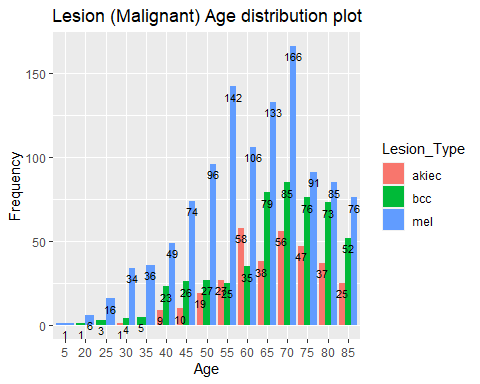 Lesion (Malignant) Age distribution plot
150
100
50
0
Frequency
1
1 6
3 16
1 4 34
5 36
9 23 49
10 26 74
19 27 96
27 25 142
58 35 106
38 79 133
56 85 166
47 76 91
37 73 85
25 52 76
5 20 25 30 35 40 45 50 55 60 65 70 75 80 85
Age
Lesion_Type
akiec
bcc
mel